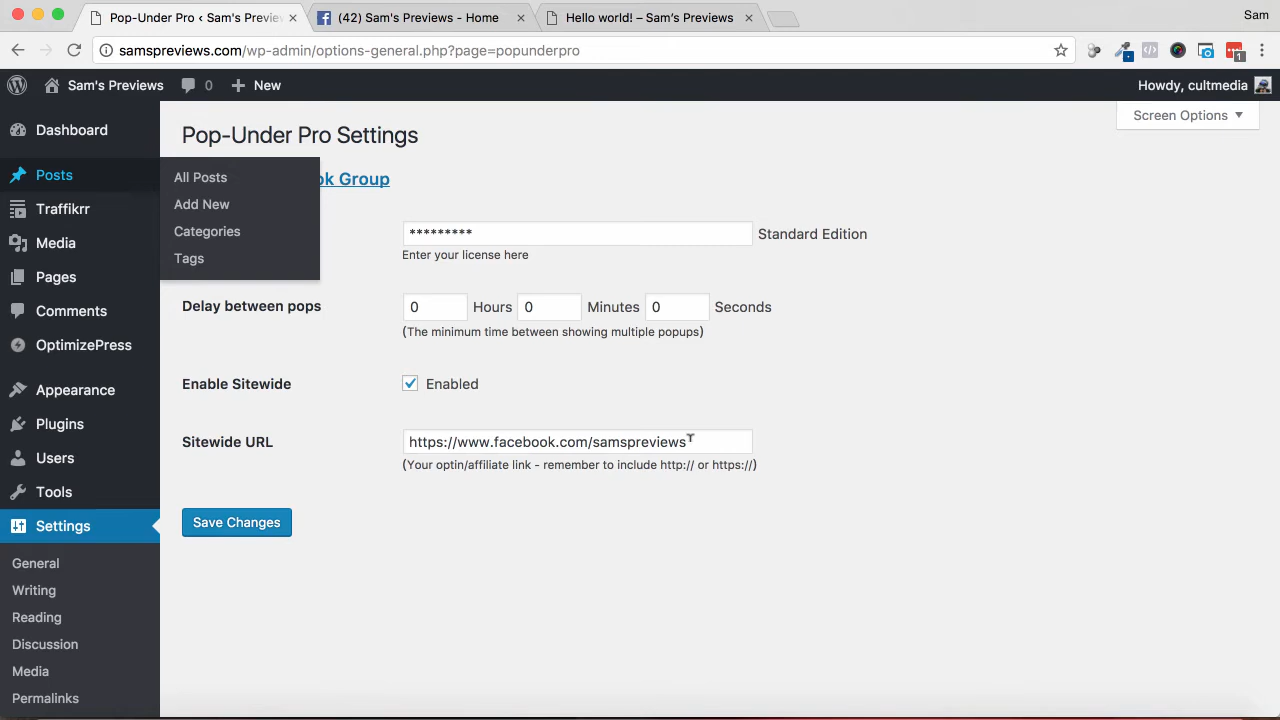 Pop-Under Pro ‹ Sam's Previe
(42) Sam's Previews - Home
Hello world! – Sam's Previews
Sam
samspreviews.com/wp-admin/options-general.php?page=popunderpro
1
Sam's Previews
0
New
Howdy, cultmedia
Screen Options
Dashboard
Posts
Traffikrr
Media
Pages
Comments
OptimizePress
Appearance
Plugins
Users
Tools
Settings
General
Writing
Reading
Discussion
Media
Permalinks
All Posts
Add New
Categories
Tags
Pop-Under Pro Settings
ok Group
********* Standard Edition
Enter your license here
Delay between pops 0 Hours 0 Minutes 0 Seconds
(The minimum time between showing multiple popups)
Enable Sitewide Enabled
Sitewide URL https://www.facebook.com/samspreviews
(Your optin/affiliate link - remember to include http:// or https://)
Save Changes